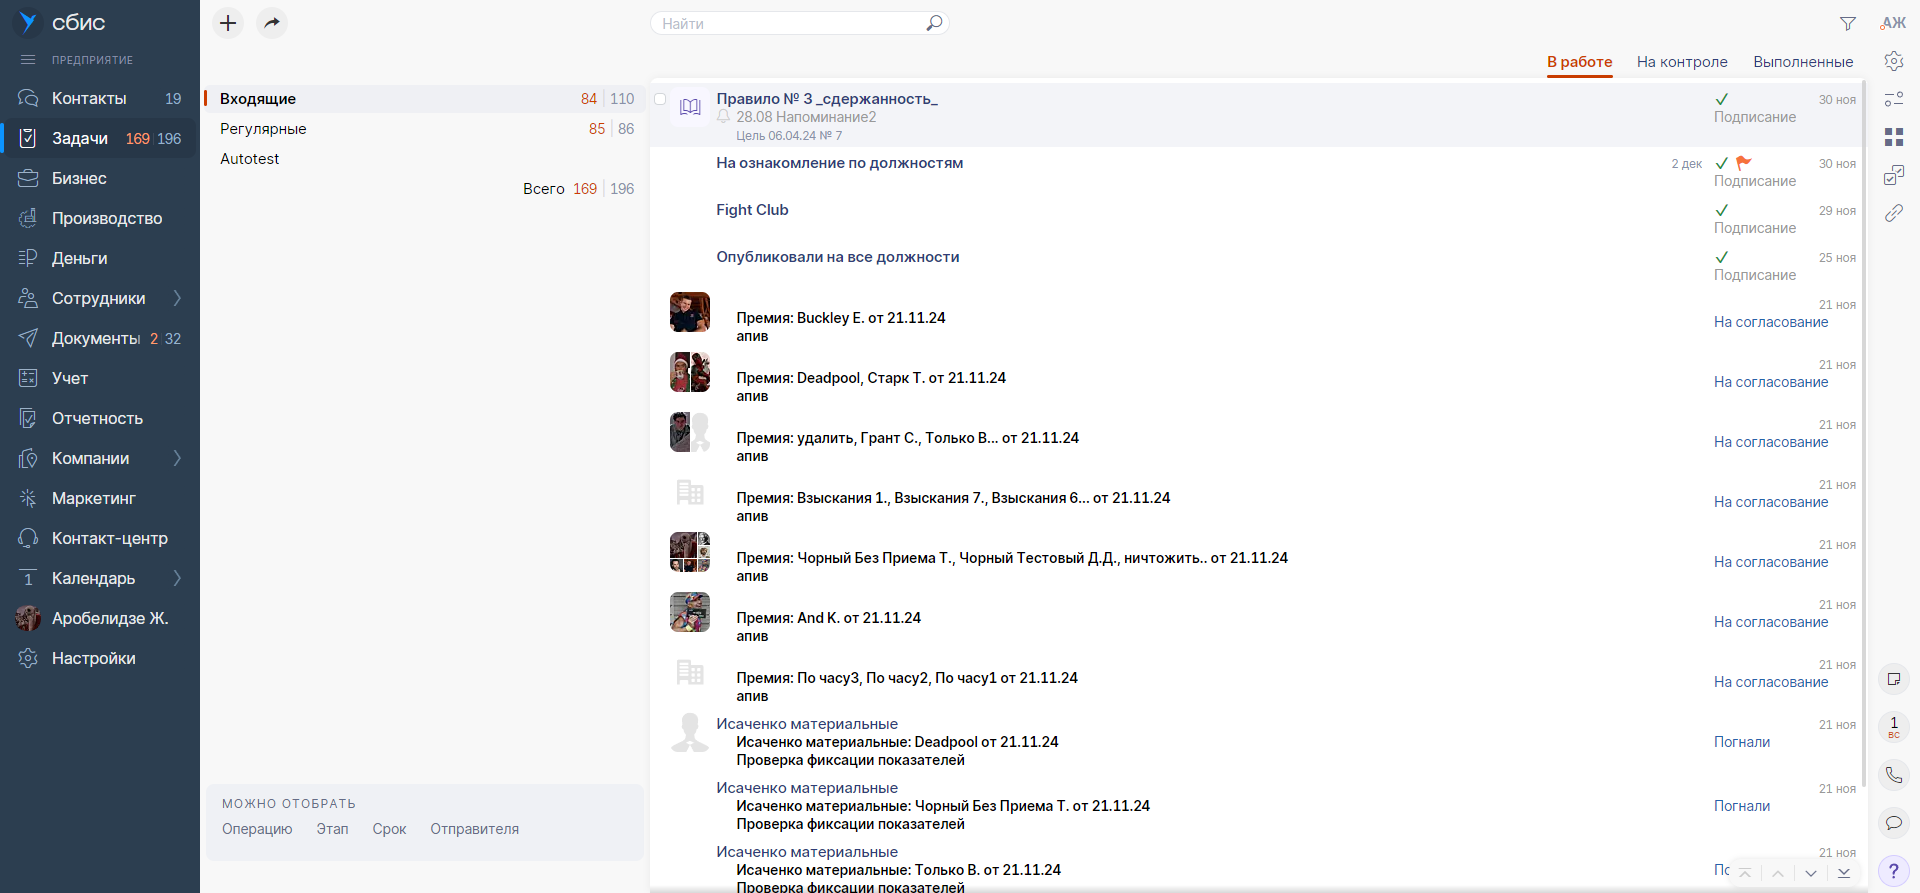 сбис
ПРЕДПРИЯТИЕ
Контакты 19
Задачи 169 196
Бизнес
Производство
Деньги
Сотрудники
Документы 2 32
Учет
Отчетность
Компании
Маркетинг
Контакт-центр
1 Календарь
Аробелидзе Ж.
Настройки
Найти
АЖ
В работе На контроле Выполненные
Входящие 84 110
Регулярные 85 86
Autotest
Всего 169 196
МОЖНО ОТОБРАТЬ
Операцию Этап Срок Отправителя
Правило № 3 _сдержанность_ 30 ноя
28.08 Напоминание2 Подписание
Цель 06.04.24 № 7
На ознакомление по должностям 2 дек 30 ноя
Подписание
Fight Club 29 ноя
Подписание
Опубликовали на все должности 25 ноя
Подписание
21 ноя
Премия: Buckley E. от 21.11.24 На согласование
апив
21 ноя
Премия: Deadpool, Старк Т. от 21.11.24 На согласование
апив
21 ноя
Премия: удалить, Грант С., Только В... от 21.11.24 На согласование
апив
21 ноя
Премия: Взыскания 1., Взыскания 7., Взыскания 6... от 21.11.24 На согласование
апив
21 ноя
Премия: Чорный Без Приема Т., Чорный Тестовый Д.Д., ничтожить.. от 21.11.24 На согласование
апив
21 ноя
Премия: And K. от 21.11.24 На согласование
апив
21 ноя
Премия: По часу3, По часу2, По часу1 от 21.11.24 На согласование
апив
Исаченко материальные 21 ноя
Исаченко материальные: Deadpool от 21.11.24 Погнали
Проверка фиксации показателей
Исаченко материальные 21 ноя
Исаченко материальные: Чорный Без Приема Т. от 21.11.24 Погнали
Проверка фиксации показателей
Исаченко материальные 21 ноя
Исаченко материальные: Только В. от 21.11.24
Проверка фиксации показателей
1
ВС
?